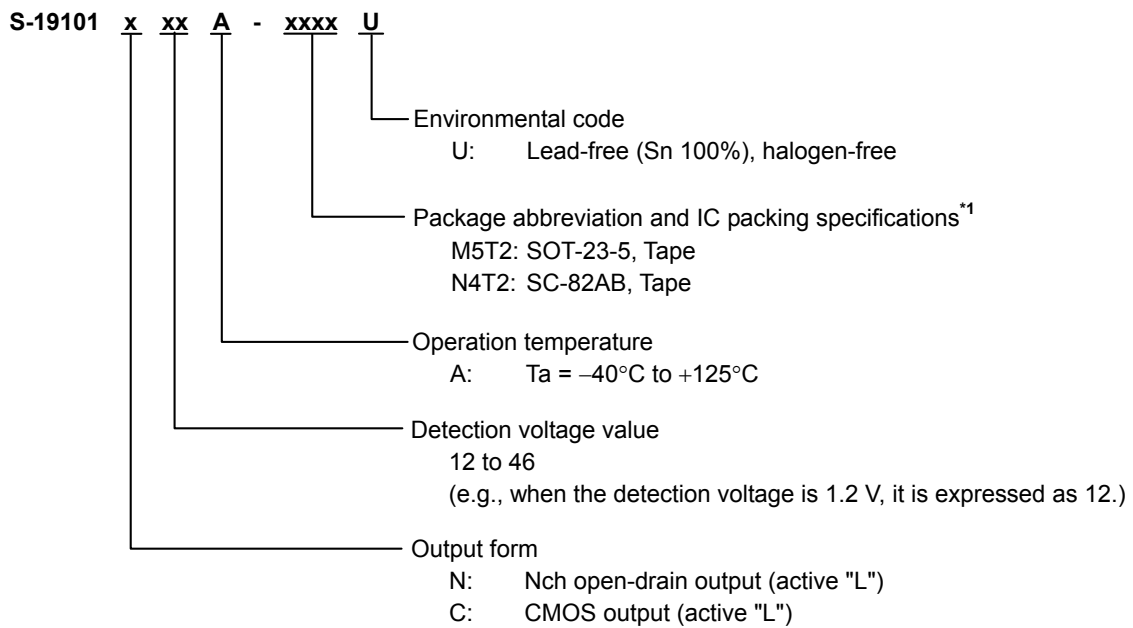 S-19101 x xx A - xxxx U
Environmental code
U: Lead-free (Sn 100%), halogen-free
Package abbreviation and IC packing specifications*1
M5T2: SOT-23-5, Tape
N4T2: SC-82AB, Tape
Operation temperature
A: Ta = −40°C to +125°C
Detection voltage value
12 to 46
(e.g., when the detection voltage is 1.2 V, it is expressed as 12.)
Output form
N: Nch open-drain output (active "L")
C: CMOS output (active "L")